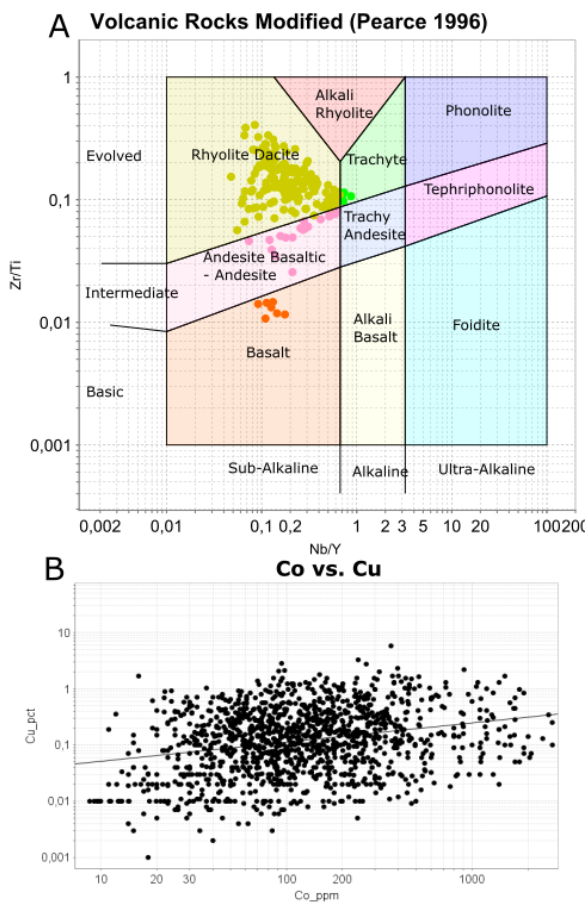 A
Volcanic Rocks Modified (Pearce 1996)
1
Alkali
Rhyolite
Phonolite
Evolved
Rhyolite Dacite
Trachyte
0,1
Tephriphonolite
Trachy
Andesite
Andesite Basaltic
- Andesite
Zr/Ti
Intermediate
0,01
Alkali
Basalt
Foidite
Basalt
Basic
0,001
Sub-Alkaline
Alkaline
Ultra-Alkaline
0,002 0,01 0,1 0,2 1 2 3 5 10 20 100 200
Nb/Y
B
Co vs. Cu
10
1
Cu_pct
0,1
0,01
0,001
10 20 30 100 200 1000
Co_ppm